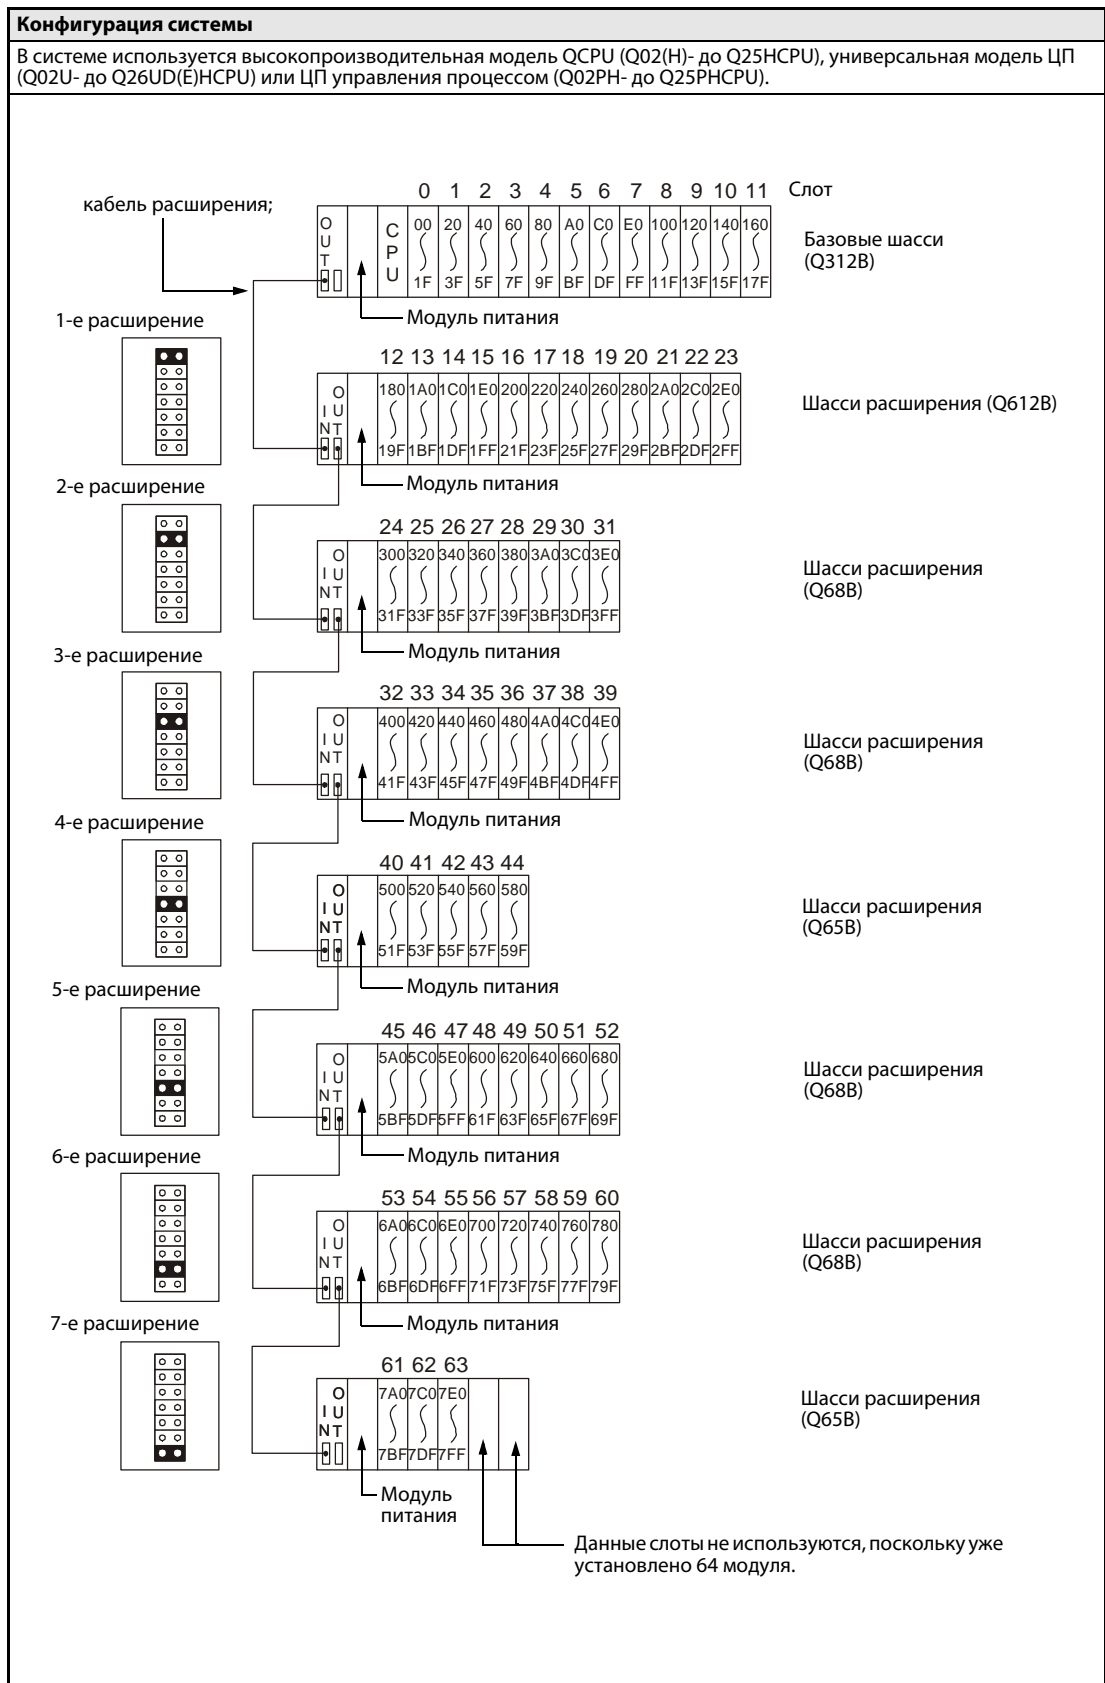 Конфигурация системы
В системе используется высокопроизводительная модель QCPU (Q02(H)- до Q25HCPU), универсальная модель ЦП
(Q02U- до Q26UD(E)HCPU) или ЦП управления процессом (Q02PH- до Q25PHCPU).
0 1 2 3 4 5 6 7 8 9 10 11 Слот
кабель расширения;
OUT
CPU
00 20 40 60 80 A0 C0 E0 100 120 140 160
1F 3F 5F 7F 9F BF DF FF 11F 13F 15F 17F
Базовые шасси
(Q312B)
Модуль питания
1-е расширение
12 13 14 15 16 17 18 19 20 21 22 23
IN OUT
180 1A0 1C0 1E0 200 220 240 260 280 2A0 2C0 2E0
19F 1BF 1DF 1FF 21F 23F 25F 27F 29F 2BF 2DF 2FF
Шасси расширения (Q612B)
Модуль питания
2-е расширение
24 25 26 27 28 29 30 31
IN OUT
300 320 340 360 380 3A0 3C0 3E0
31F 33F 35F 37F 39F 3BF 3DF 3FF
Шасси расширения
(Q68B)
Модуль питания
3-е расширение
32 33 34 35 36 37 38 39
IN OUT
400 420 440 460 480 4A0 4C0 4E0
41F 43F 45F 47F 49F 4BF 4DF 4FF
Шасси расширения
(Q68B)
Модуль питания
4-е расширение
40 41 42 43 44
IN OUT
500 520 540 560 580
51F 53F 55F 57F 59F
Шасси расширения
(Q65B)
Модуль питания
5-е расширение
45 46 47 48 49 50 51 52
IN OUT
5A0 5C0 5E0 600 620 640 660 680
5BF 5DF 5FF 61F 63F 65F 67F 69F
Шасси расширения
(Q68B)
Модуль питания
6-е расширение
53 54 55 56 57 58 59 60
IN OUT
6A0 6C0 6E0 700 720 740 760 780
6BF 6DF 6FF 71F 73F 75F 77F 79F
Шасси расширения
(Q68B)
Модуль питания
7-е расширение
61 62 63
IN OUT
7A0 7C0 7E0
7BF 7DF 7FF
Шасси расширения
(Q65B)
Модуль
питания
Данные слоты не используются, поскольку уже
установлено 64 модуля.